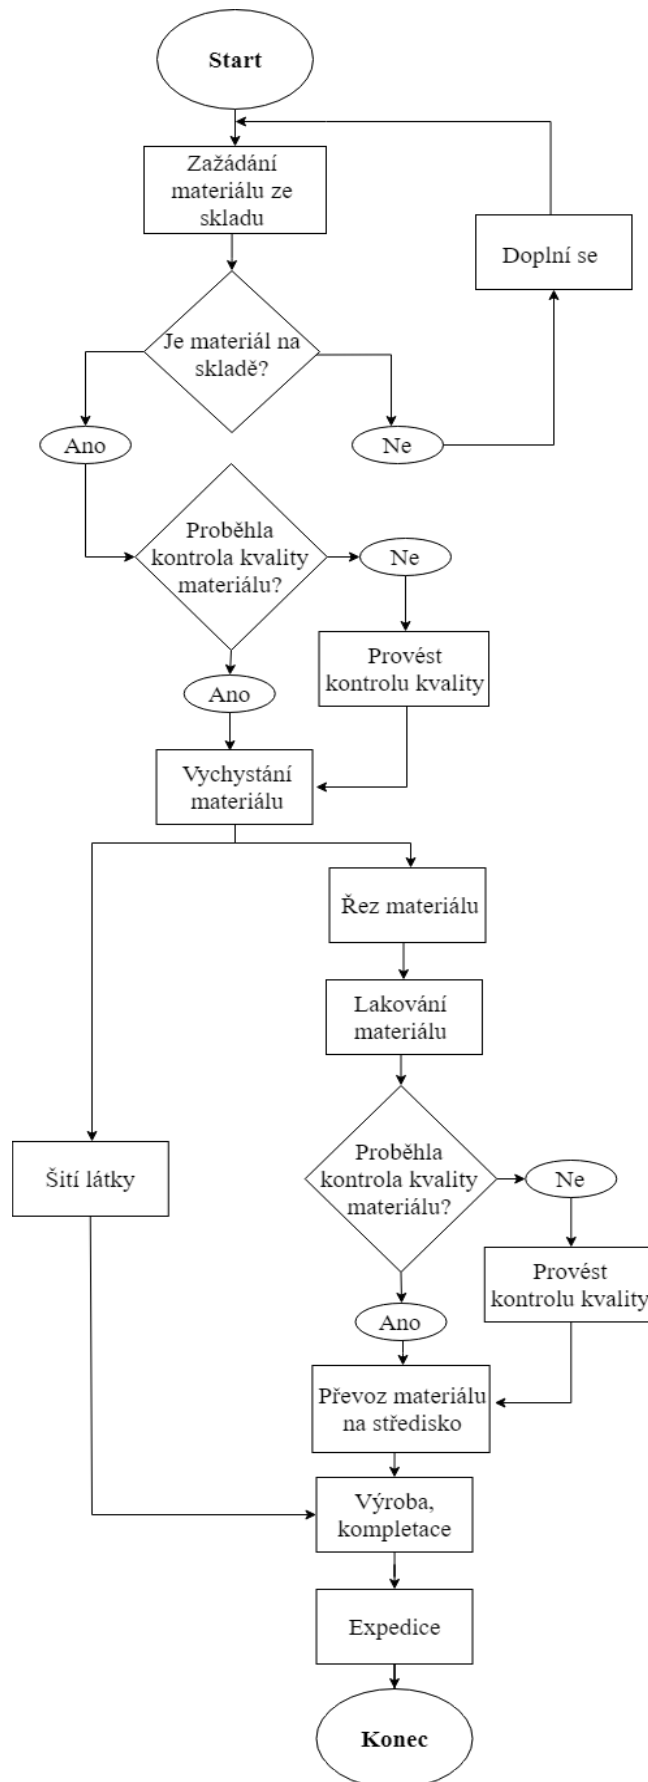 Start
Zažádání
materiálu ze
skladu
Doplní se
Je materiál na
skladě?
Ano
Ne
Proběhla
kontrola kvality
materiálu?
Ne
Provést
kontrolu kvality
Ano
Vychystání
materiálu
Řez materiálu
Lakování
materiálu
Šití látky
Proběhla
kontrola kvality
materiálu?
Ne
Provést
kontrolu kvality
Ano
Převoz materiálu
na středisko
Výroba,
kompletace
Expedice
Konec